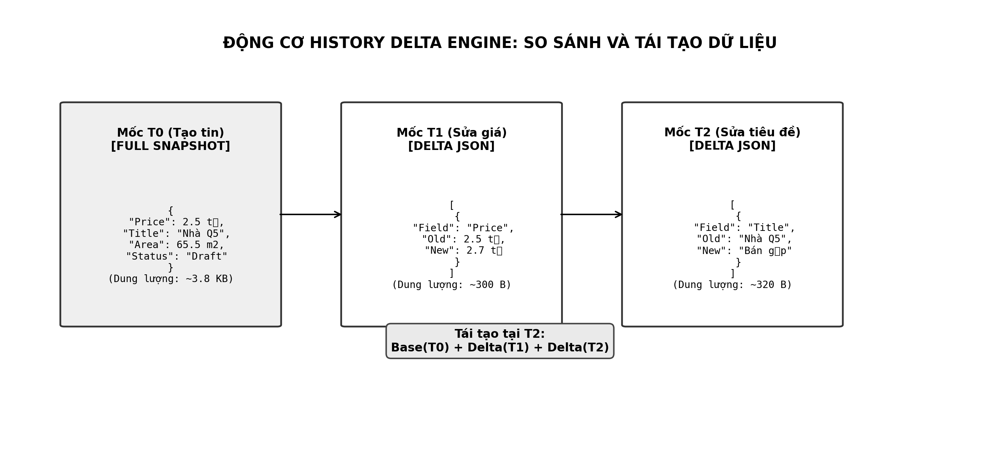 ĐỘNG CƠ HISTORY DELTA ENGINE: SO SÁNH VÀ TÁI TẠO DỮ LIỆU
Mốc T0 (Tạo tin)
[FULL SNAPSHOT]
{
"Price": 2.5 t▯,
"Title": "Nhà Q5",
"Area": 65.5 m2,
"Status": "Draft"
}
(Dung lượng: ~3.8 KB)
Mốc T1 (Sửa giá)
[DELTA JSON]
[
{
"Field": "Price",
"Old": 2.5 t▯,
"New": 2.7 t▯
}
]
(Dung lượng: ~300 B)
Mốc T2 (Sửa tiêu đề)
[DELTA JSON]
[
{
"Field": "Title",
"Old": "Nhà Q5",
"New": "Bán g▯p"
}
]
(Dung lượng: ~320 B)
Tái tạo tại T2:
Base(T0) + Delta(T1) + Delta(T2)